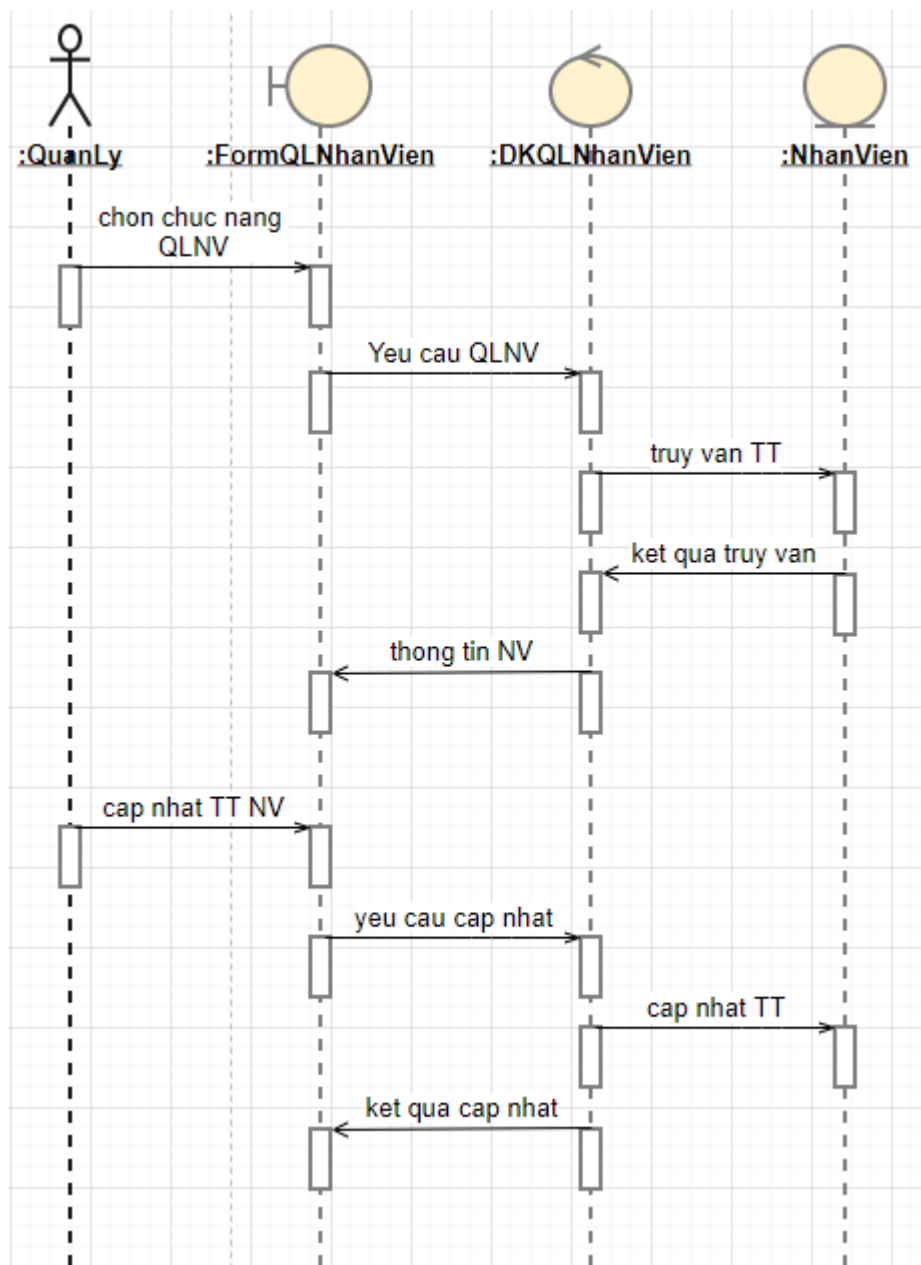 :QuanLy
:FormQLNhanVien
:DKQLNhanVien
:NhanVien
chon chuc nang
QLNV
Yeu cau QLNV
truy van TT
ket qua truy van
thong tin NV
cap nhat TT NV
yeu cau cap nhat
cap nhat TT
ket qua cap nhat